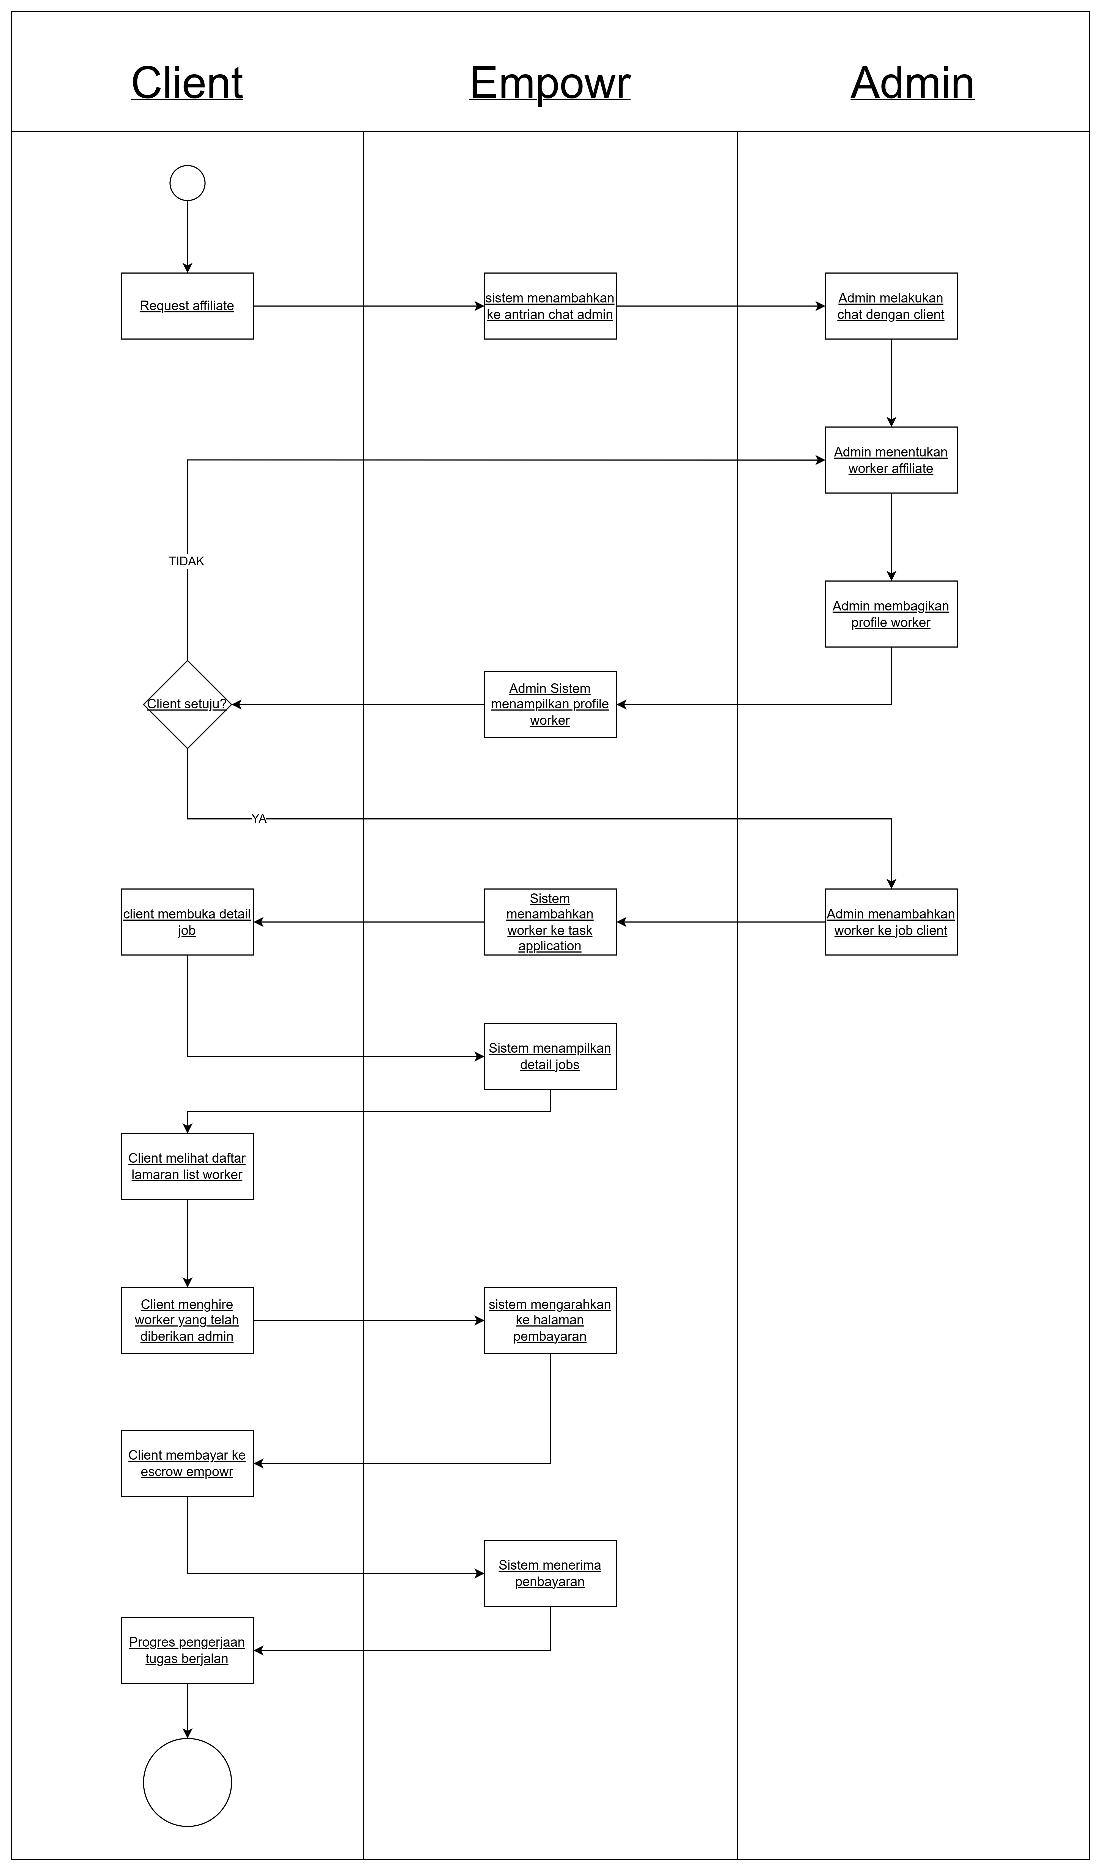 Client
Empowr
Admin
Request affiliate
sistem menambahkan
ke antrian chat admin
Admin melakukan
chat dengan client
Admin menentukan
worker affiliate
TIDAK
Admin membagikan
profile worker
Admin Sistem
menampilkan profile
worker
Client setuju?
YA
client membuka detail
job
Sistem
menambahkan
worker ke task
application
Admin menambahkan
worker ke job client
Sistem menampilkan
detail jobs
Client melihat daftar
lamaran list worker
Client menghire
worker yang telah
diberikan admin
sistem mengarahkan
ke halaman
pembayaran
Client membayar ke
escrow empowr
Sistem menerima
penbayaran
Progres pengerjaan
tugas berjalan